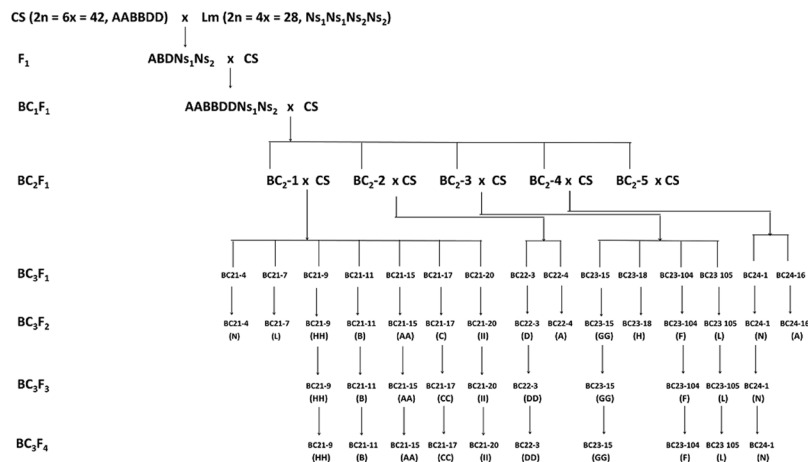 CS (2n = 6x = 42, AABBDD) x Lm (2n = 4x = 28, Ns₁Ns₁Ns₂Ns₂)
F₁ ABDNs₁Ns₂ x CS
BC₁F₁ AABBDDNs₁Ns₂ x CS
BC₂F₁ BC₂-1 x CS BC₂-2 x CS BC₂-3 x CS BC₂-4 x CS BC₂-5 x CS
BC₃F₁ BC21-4 BC21-7 BC21-9 BC21-11 BC21-15 BC21-17 BC21-20 BC22-3 BC22-4 BC23-15 BC23-18 BC23-104 BC23 105 BC24-1 BC24-16
BC₃F₂ BC21-4 BC21-7 BC21-9 BC21-11 BC21-15 BC21-17 BC21-20 BC22-3 BC22-4 BC23-15 BC23-18 BC23-104 BC23 105 BC24-1 BC24-16
(N) (L) (HH) (B) (AA) (C) (II) (D) (A) (GG) (H) (F) (L) (N) (A)
BC₃F₃ BC21-9 BC21-11 BC21-15 BC21-17 BC21-20 BC22-3 BC23-15 BC23-104 BC23-105 BC24-1
(HH) (B) (AA) (CC) (II) (DD) (GG) (F) (L) (N)
BC₃F₄ BC21-9 BC21-11 BC21-15 BC21-17 BC21-20 BC22-3 BC23-15 BC23-104 BC23 105 BC24-1
(HH) (B) (AA) (CC) (II) (DD) (GG) (F) (L) (N)